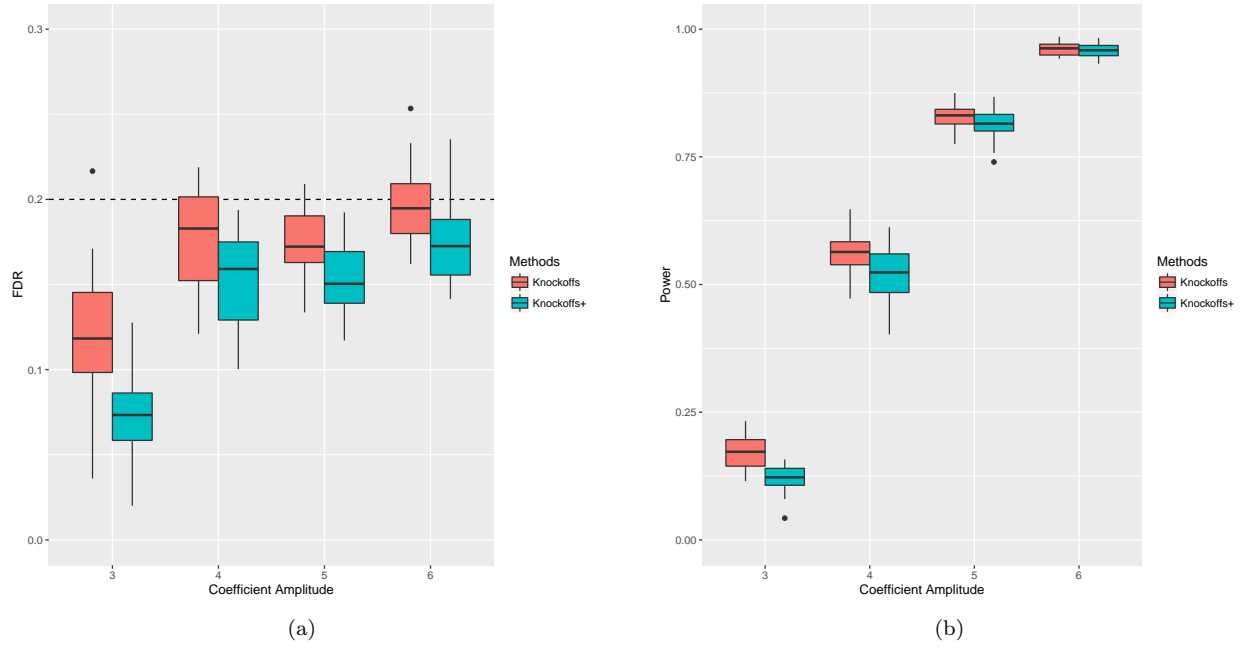 0.3
0.2
0.1
0.0
FDR
3 4 5 6
Coefficient Amplitude
Methods
Knockoffs
Knockoffs+
(a)
1.00
0.75
0.50
0.25
0.00
Power
3 4 5 6
Coefficient Amplitude
Methods
Knockoffs
Knockoffs+
(b)